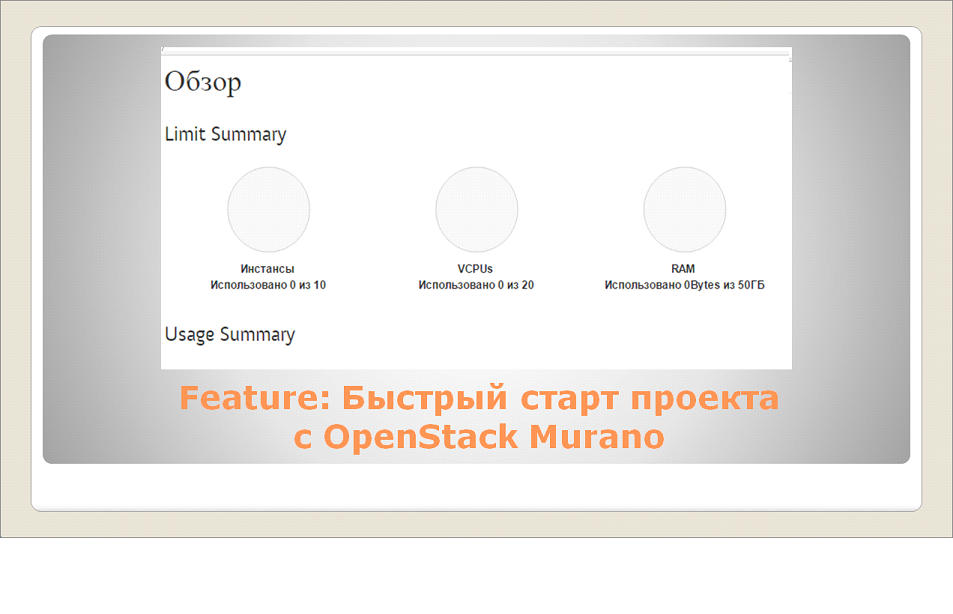 Обзор
Limit Summary
Инстансы
Использовано 0 из 10
VCPUs
Использовано 0 из 20
RAM
Использовано 0Bytes из 50ГБ
Usage Summary
Feature: Быстрый старт проекта
с OpenStack Murano